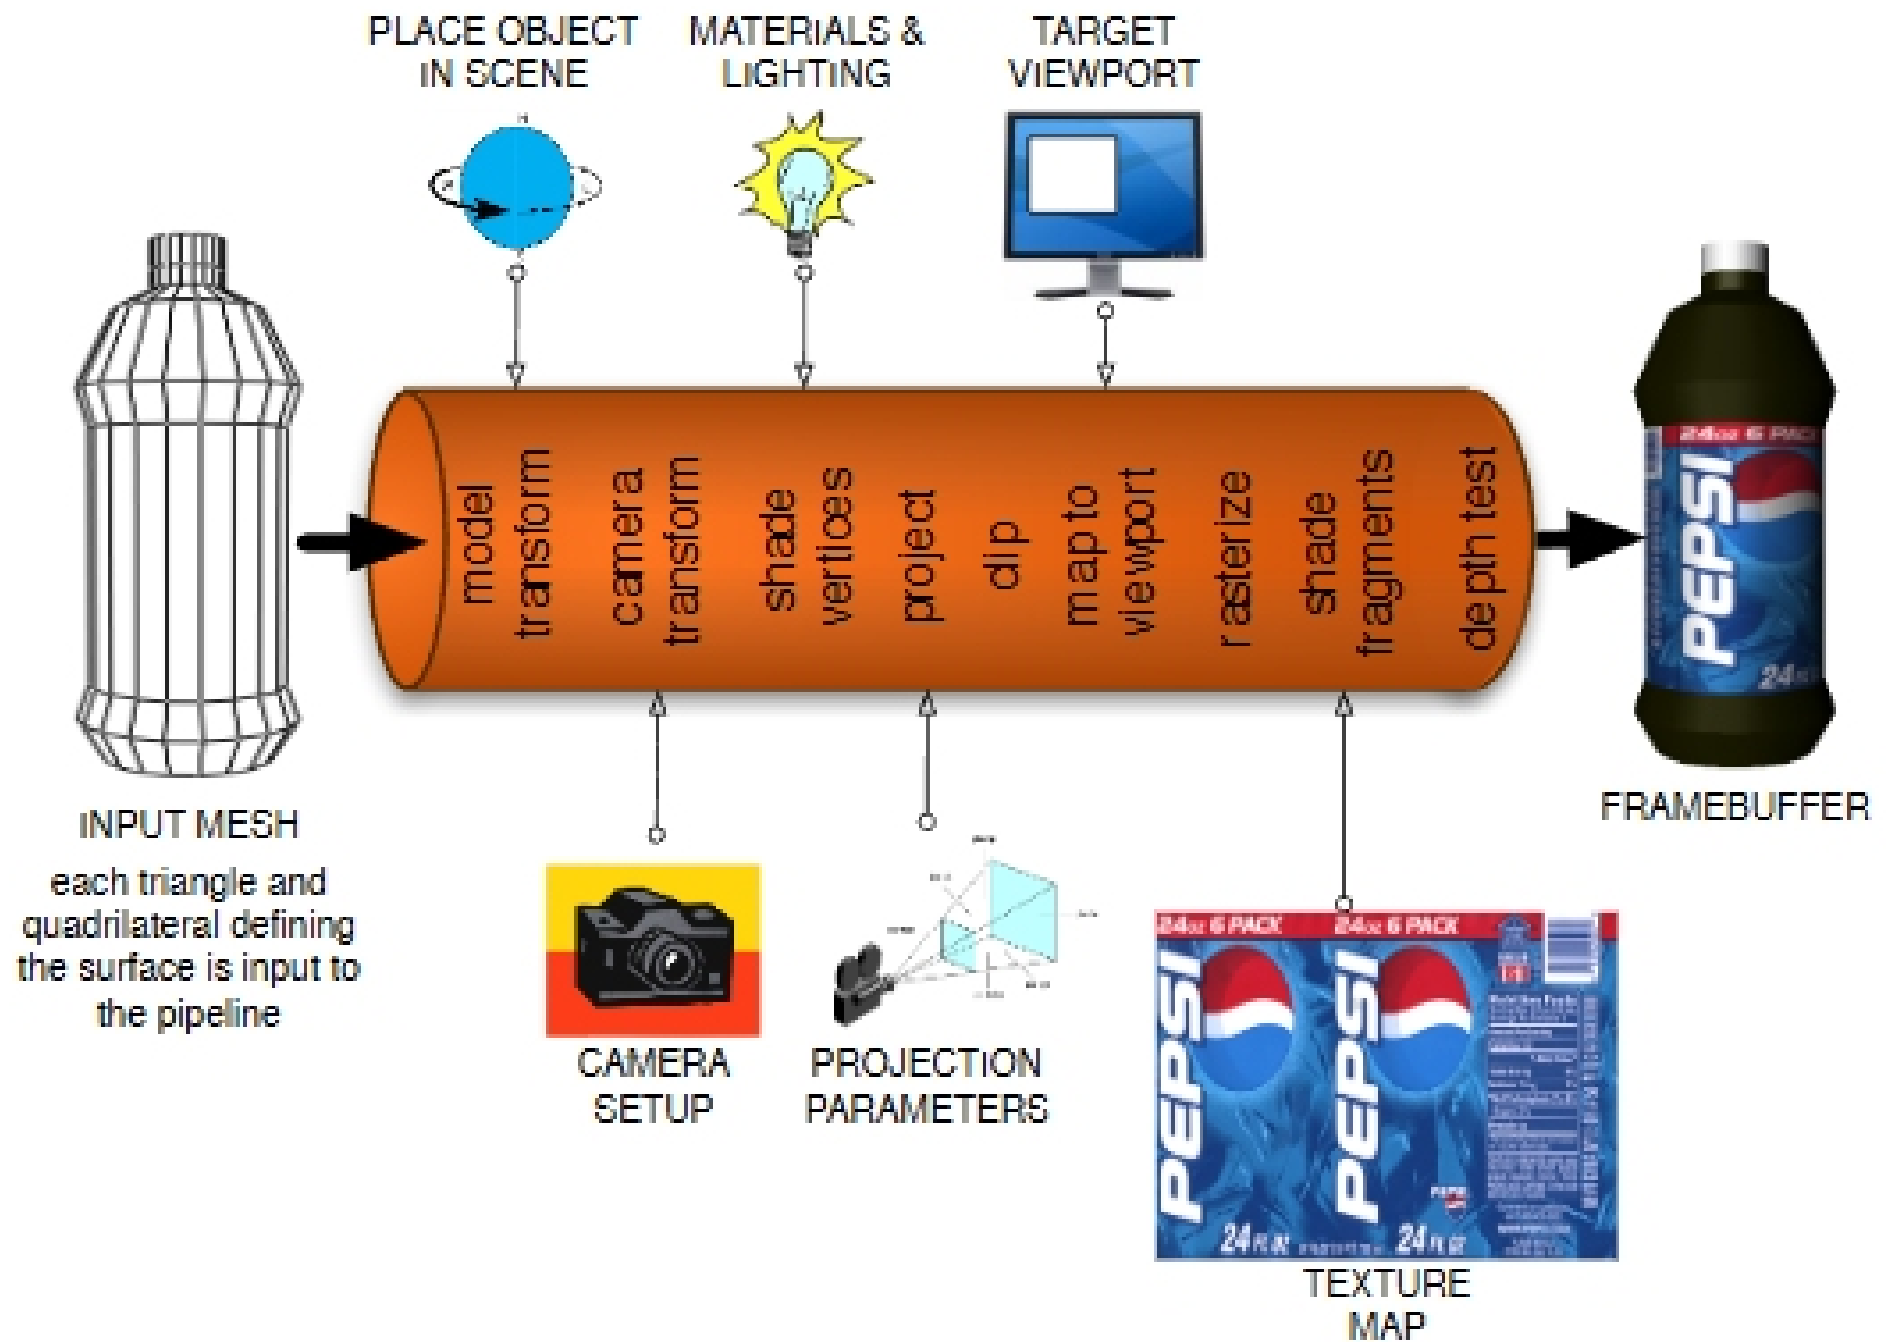 PLACE OBJECT
IN SCENE
MATERIALS &
LIGHTING
TARGET
VIEWPORT
model
transform
camera
transform
shade
vertices
project
clip
map to
viewport
rasterize
shade
fragments
depth test
INPUT MESH
each triangle and
quadrilateral defining
the surface is input to
the pipeline
CAMERA
SETUP
PROJECTION
PARAMETERS
24oz 6 PACK
24oz 6 PACK
PEPSI
PEPSI
24 FL OZ
24 FL OZ
TEXTURE
MAP
24oz 6 PACK
PEPSI
24
FRAMEBUFFER